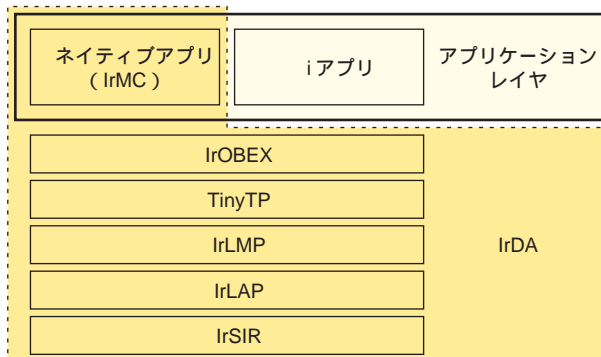 ネイティブアプリ
（IrMC）
iアプリ
アプリケーション
レイヤ
IrOBEX
TinyTP
IrLMP
IrDA
IrLAP
IrSIR